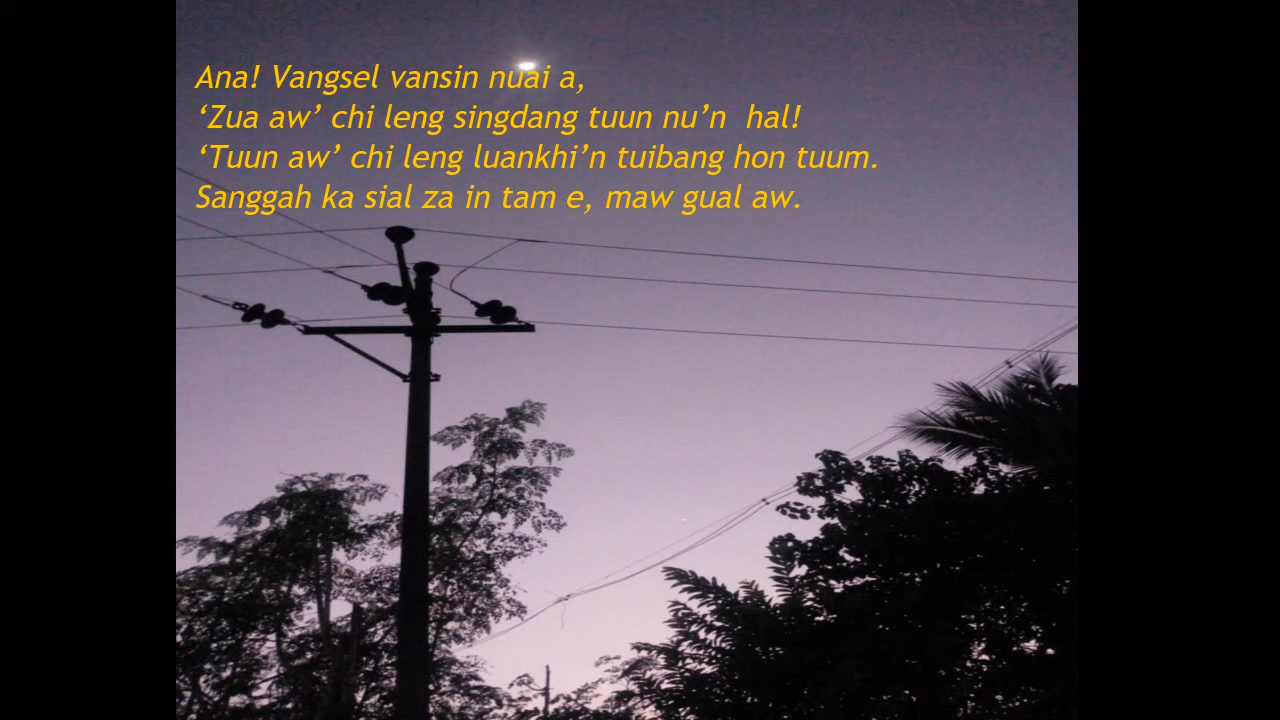 Ana! Vangsel vansin nuai a,
‘Zua aw’ chi leng singdang tuun nu’n  hal!
‘Tuun aw’ chi leng luankhi’n tuibang hon tuum.
Sanggah ka sial za in tam e, maw gual aw.